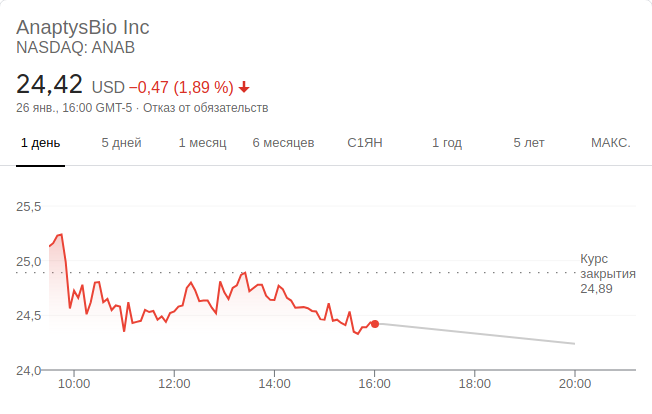 AnaptysBio Inc
NASDAQ: ANAB
24,42 USD −0,47 (1,89 %)
26 янв., 16:00 GMT-5 · Отказ от обязательств
1 день 5 дней 1 месяц 6 месяцев С1ЯН 1 год 5 лет МАКС.
25,5
25,0
24,5
24,0
Курс
закрытия
24,89
10:00 12:00 14:00 16:00 18:00 20:00